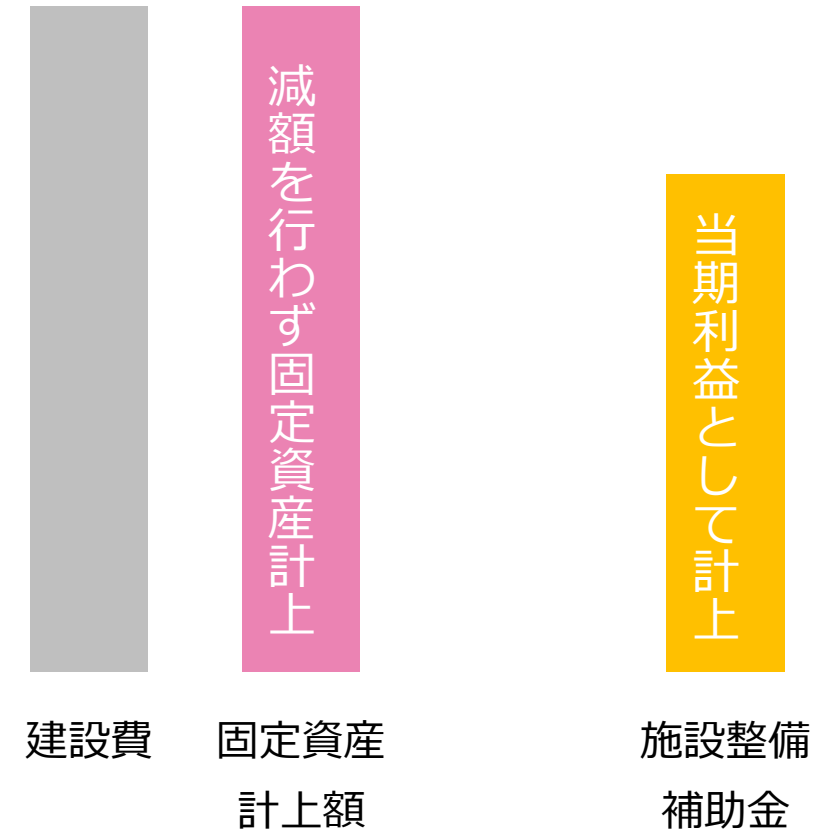 減額を行わず固定資産計上
当期利益として計上
建設費
固定資産
計上額
施設整備
補助金